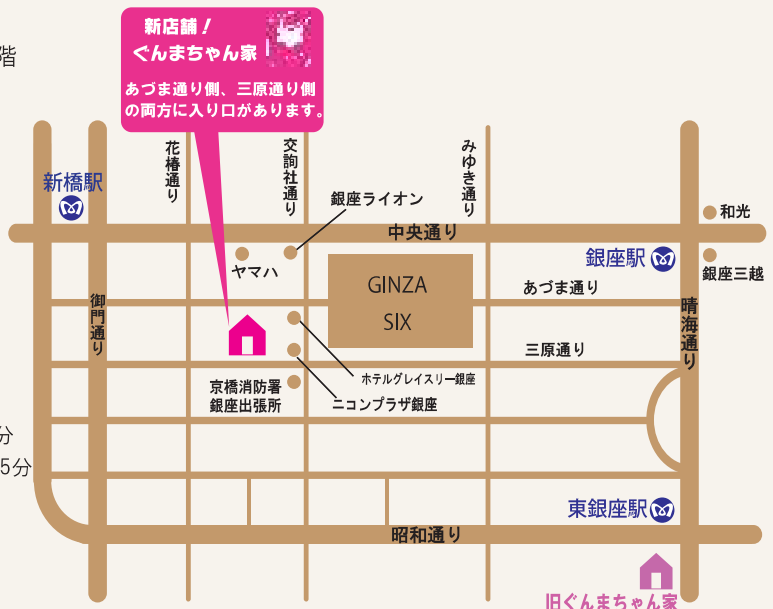 階
新店舗！
ぐんまちゃん家
あづま通り側、三原通り側
の両方に入り口があります。
新橋駅
花椿通り
交詢社通り
みゆき通り
銀座ライオン
和光
中央通り
銀座駅
ヤマハ
銀座三越
GINZA
SIX
あづま通り
御門通り
晴海通り
三原通り
ホテルグレイスリー銀座
京橋消防署
銀座出張所
ニコンプラザ銀座
分
5分
東銀座駅
昭和通り
旧ぐんまちゃん家